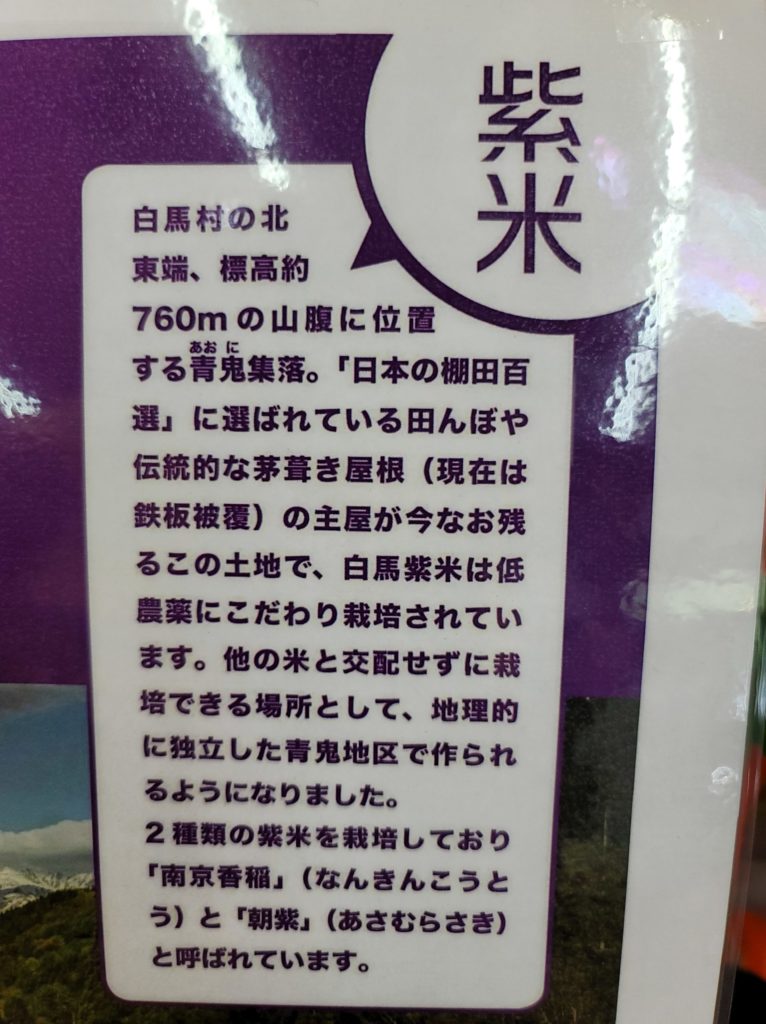 紫米
白馬村の北
東端、標高約
760mの山腹に位置
する青鬼集落。「日本の棚田百
あお に
選」に選ばれている田んぼや
伝統的な茅葺き屋根（現在は
鉄板被覆）の主屋が今なお残
るこの土地で、白馬紫米は低
農薬にこだわり栽培されてい
ます。他の米と交配せずに栽
培できる場所として、地理的
に独立した青鬼地区で作られ
るようになりました。
2種類の紫米を栽培しており
「南京香稲」（なんきんこうと
う）と「朝紫」（あさむらさき）
と呼ばれています。